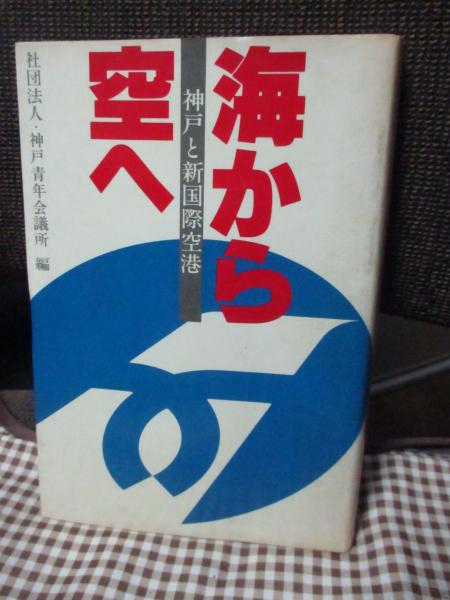 海から
空へ
神戸と新国際空港
社団法人・神戸青年会議所 編